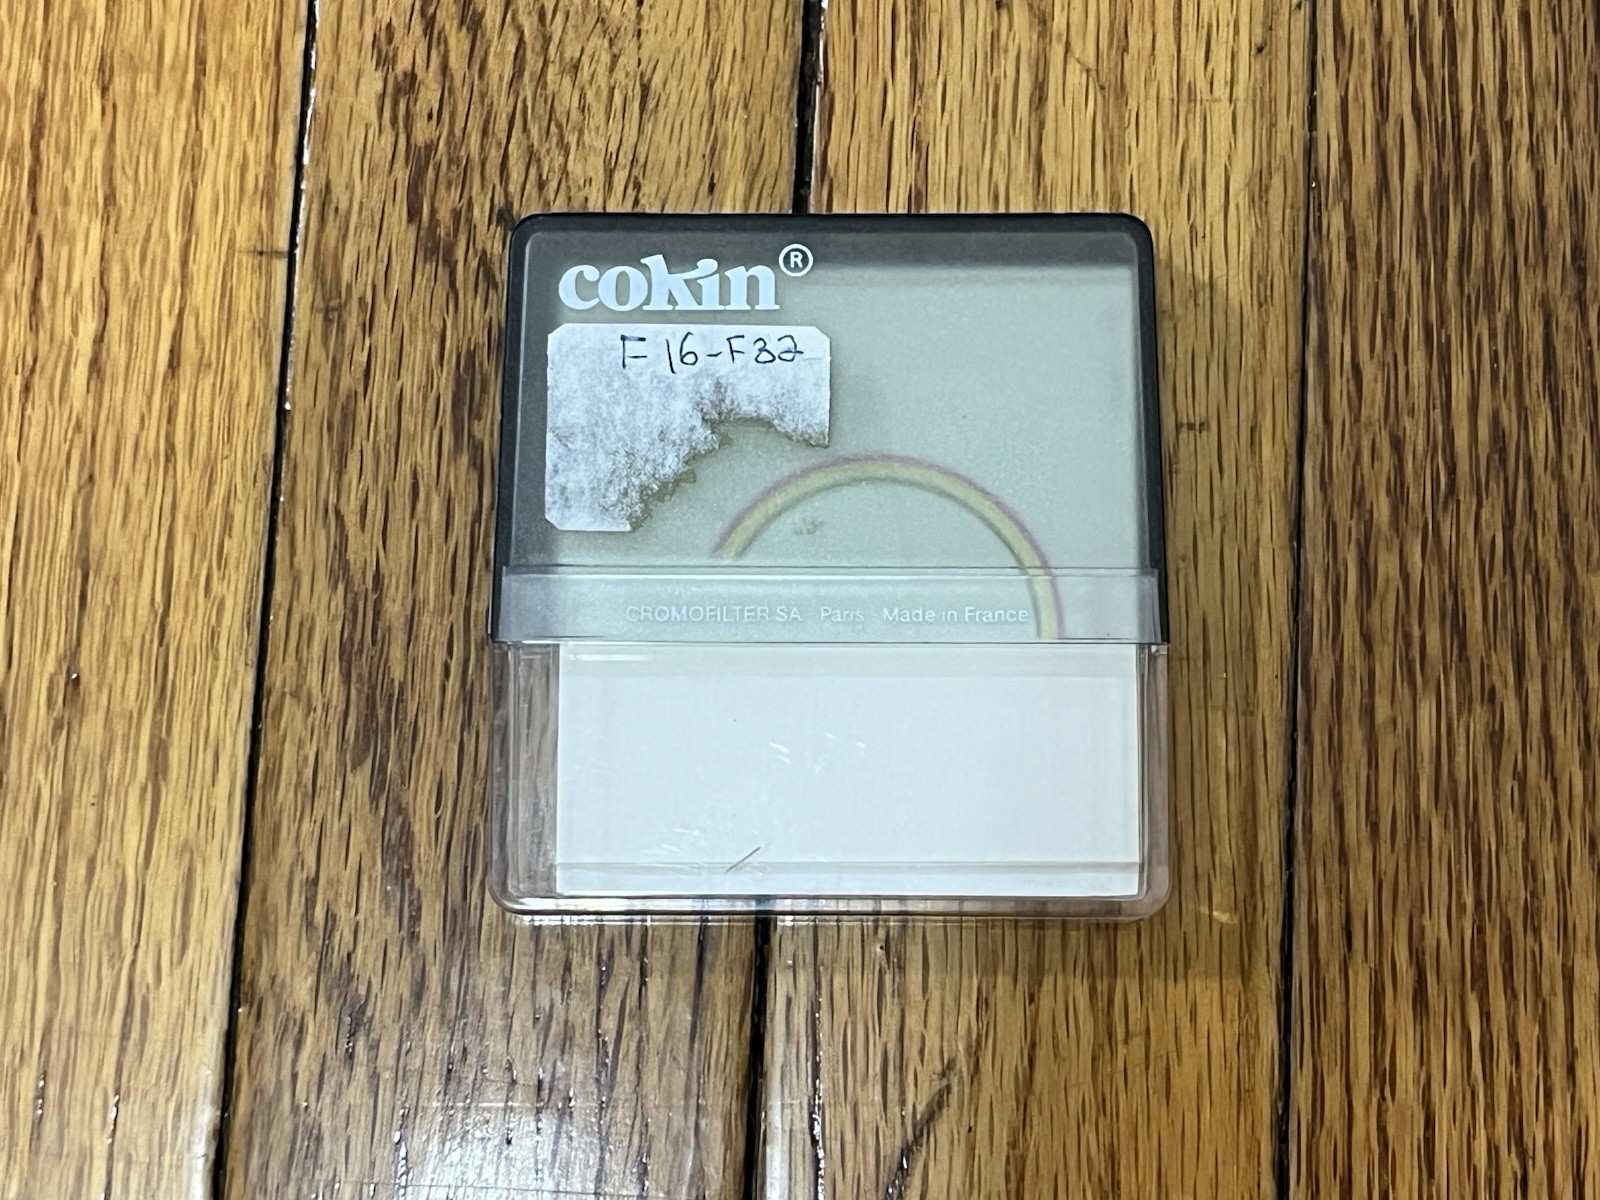 cokin®
F16-F32
CROMOFILTER SA - Paris - Made in France